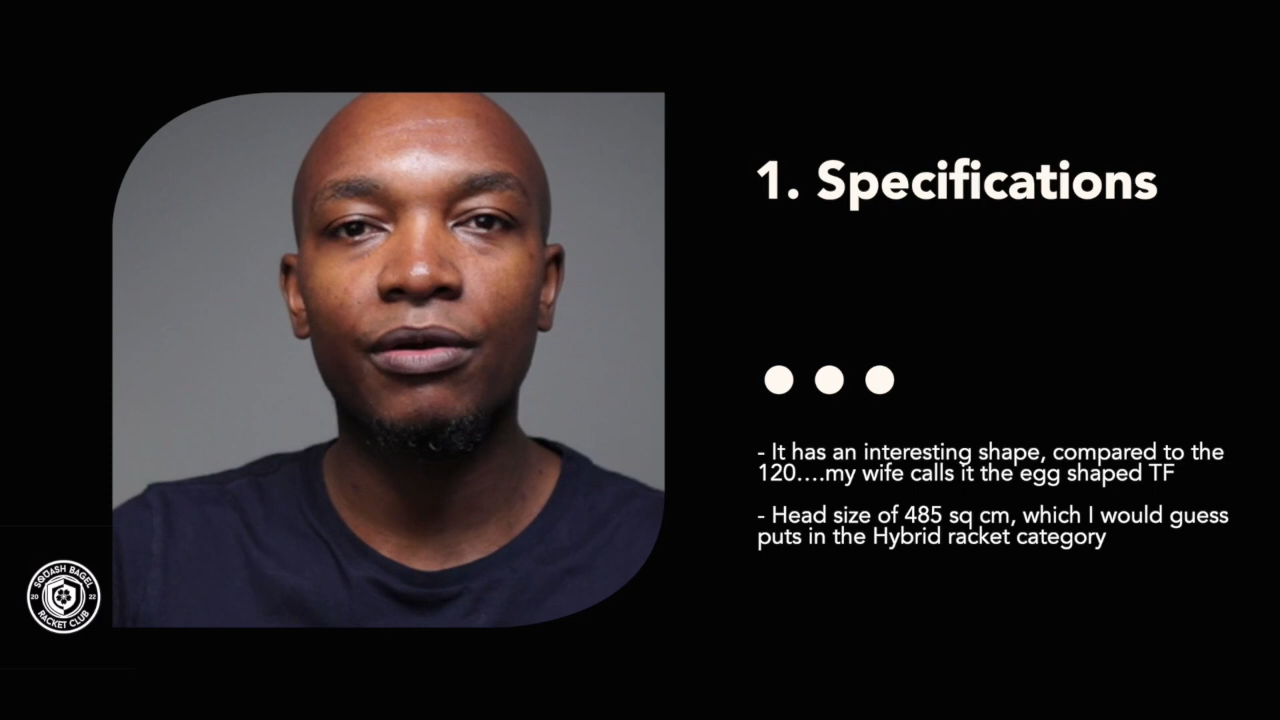 1. Specifications
- It has an interesting shape, compared to the
120....my wife calls it the egg shaped TF
- Head size of 485 sq cm, which I would guess
puts in the Hybrid racket category
SQUASH BAGEL
20 22
RACKET CLUB